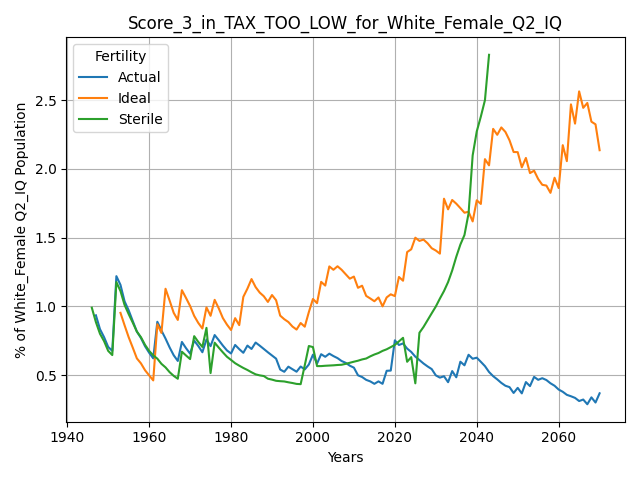 Score_3_in_TAX_TOO_LOW_for_White_Female_Q2_IQ
% of White_Female Q2_IQ Population
Fertility
Actual
Ideal
Sterile
2.5
2.0
1.5
1.0
0.5
1940
1960
1980
2000
2020
2040
2060
Years